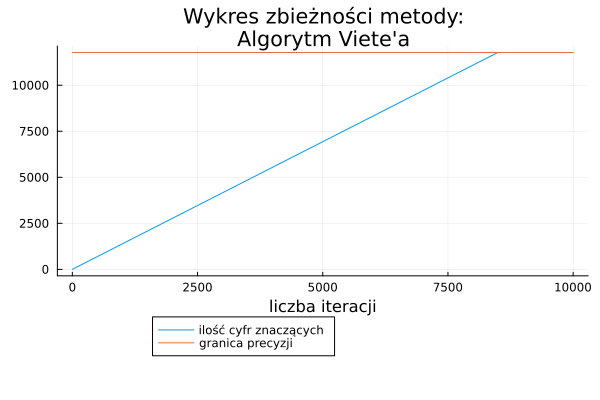 Wykres zbieżności metody:
Algorytm Viete'a
10000
7500
5000
2500
0
0 2500 5000 7500 10000
liczba iteracji
ilość cyfr znaczących
granica precyzji